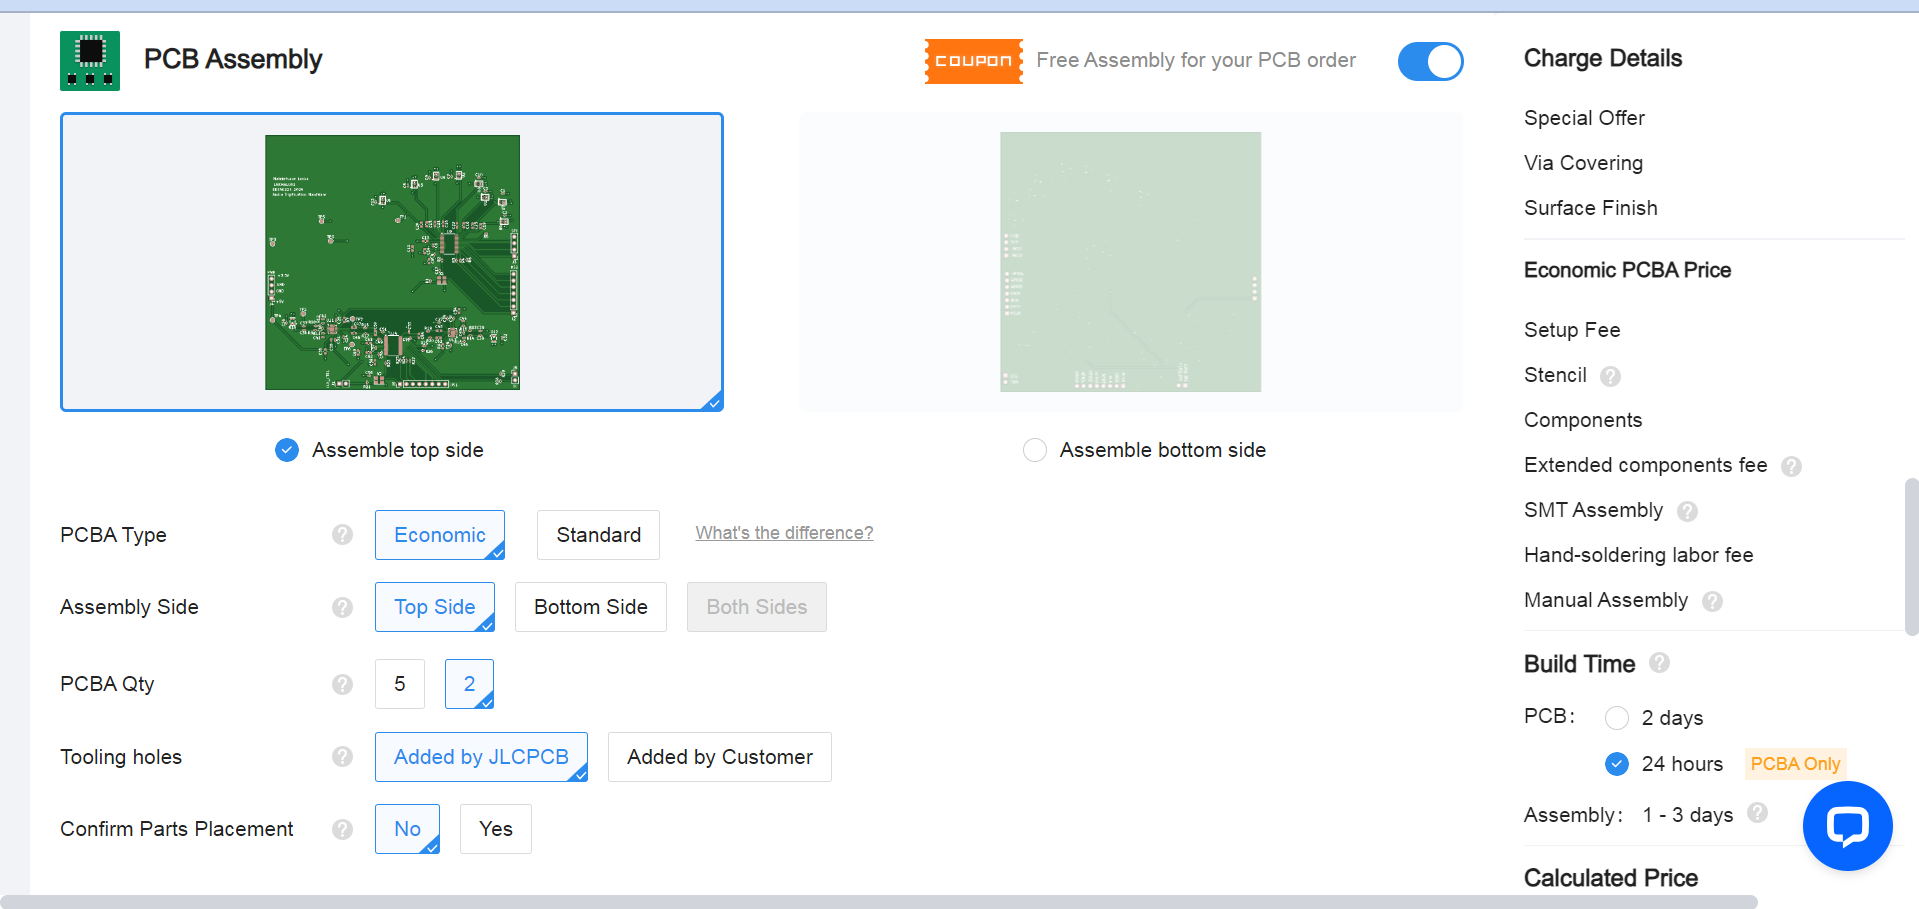 PCB Assembly
COUPON
Free Assembly for your PCB order
Assemble top side
Assemble bottom side
PCBA Type ?
Economic
Standard
What's the difference?
Assembly Side ?
Top Side
Bottom Side
Both Sides
PCBA Qty ?
5
2
Tooling holes ?
Added by JLCPCB
Added by Customer
Confirm Parts Placement ?
No
Yes
Charge Details
Special Offer
Via Covering
Surface Finish
Economic PCBA Price
Setup Fee
Stencil ?
Components
Extended components fee ?
SMT Assembly ?
Hand-soldering labor fee
Manual Assembly ?
Build Time ?
PCB:
2 days
24 hours
PCBA Only
Assembly: 1 - 3 days ?
Calculated Price